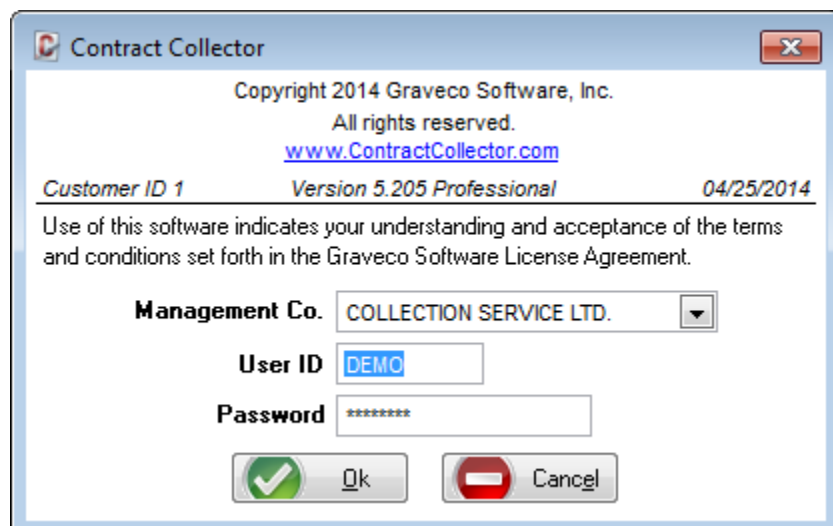 Contract Collector
Copyright 2014 Graveco Software, Inc.
All rights reserved.
www.ContractCollector.com
Customer ID 1 Version 5.205 Professional 04/25/2014
Use of this software indicates your understanding and acceptance of the terms
and conditions set forth in the Graveco Software License Agreement.
Management Co. COLLECTION SERVICE LTD.
User ID DEMO
Password ********
Ok Cancel